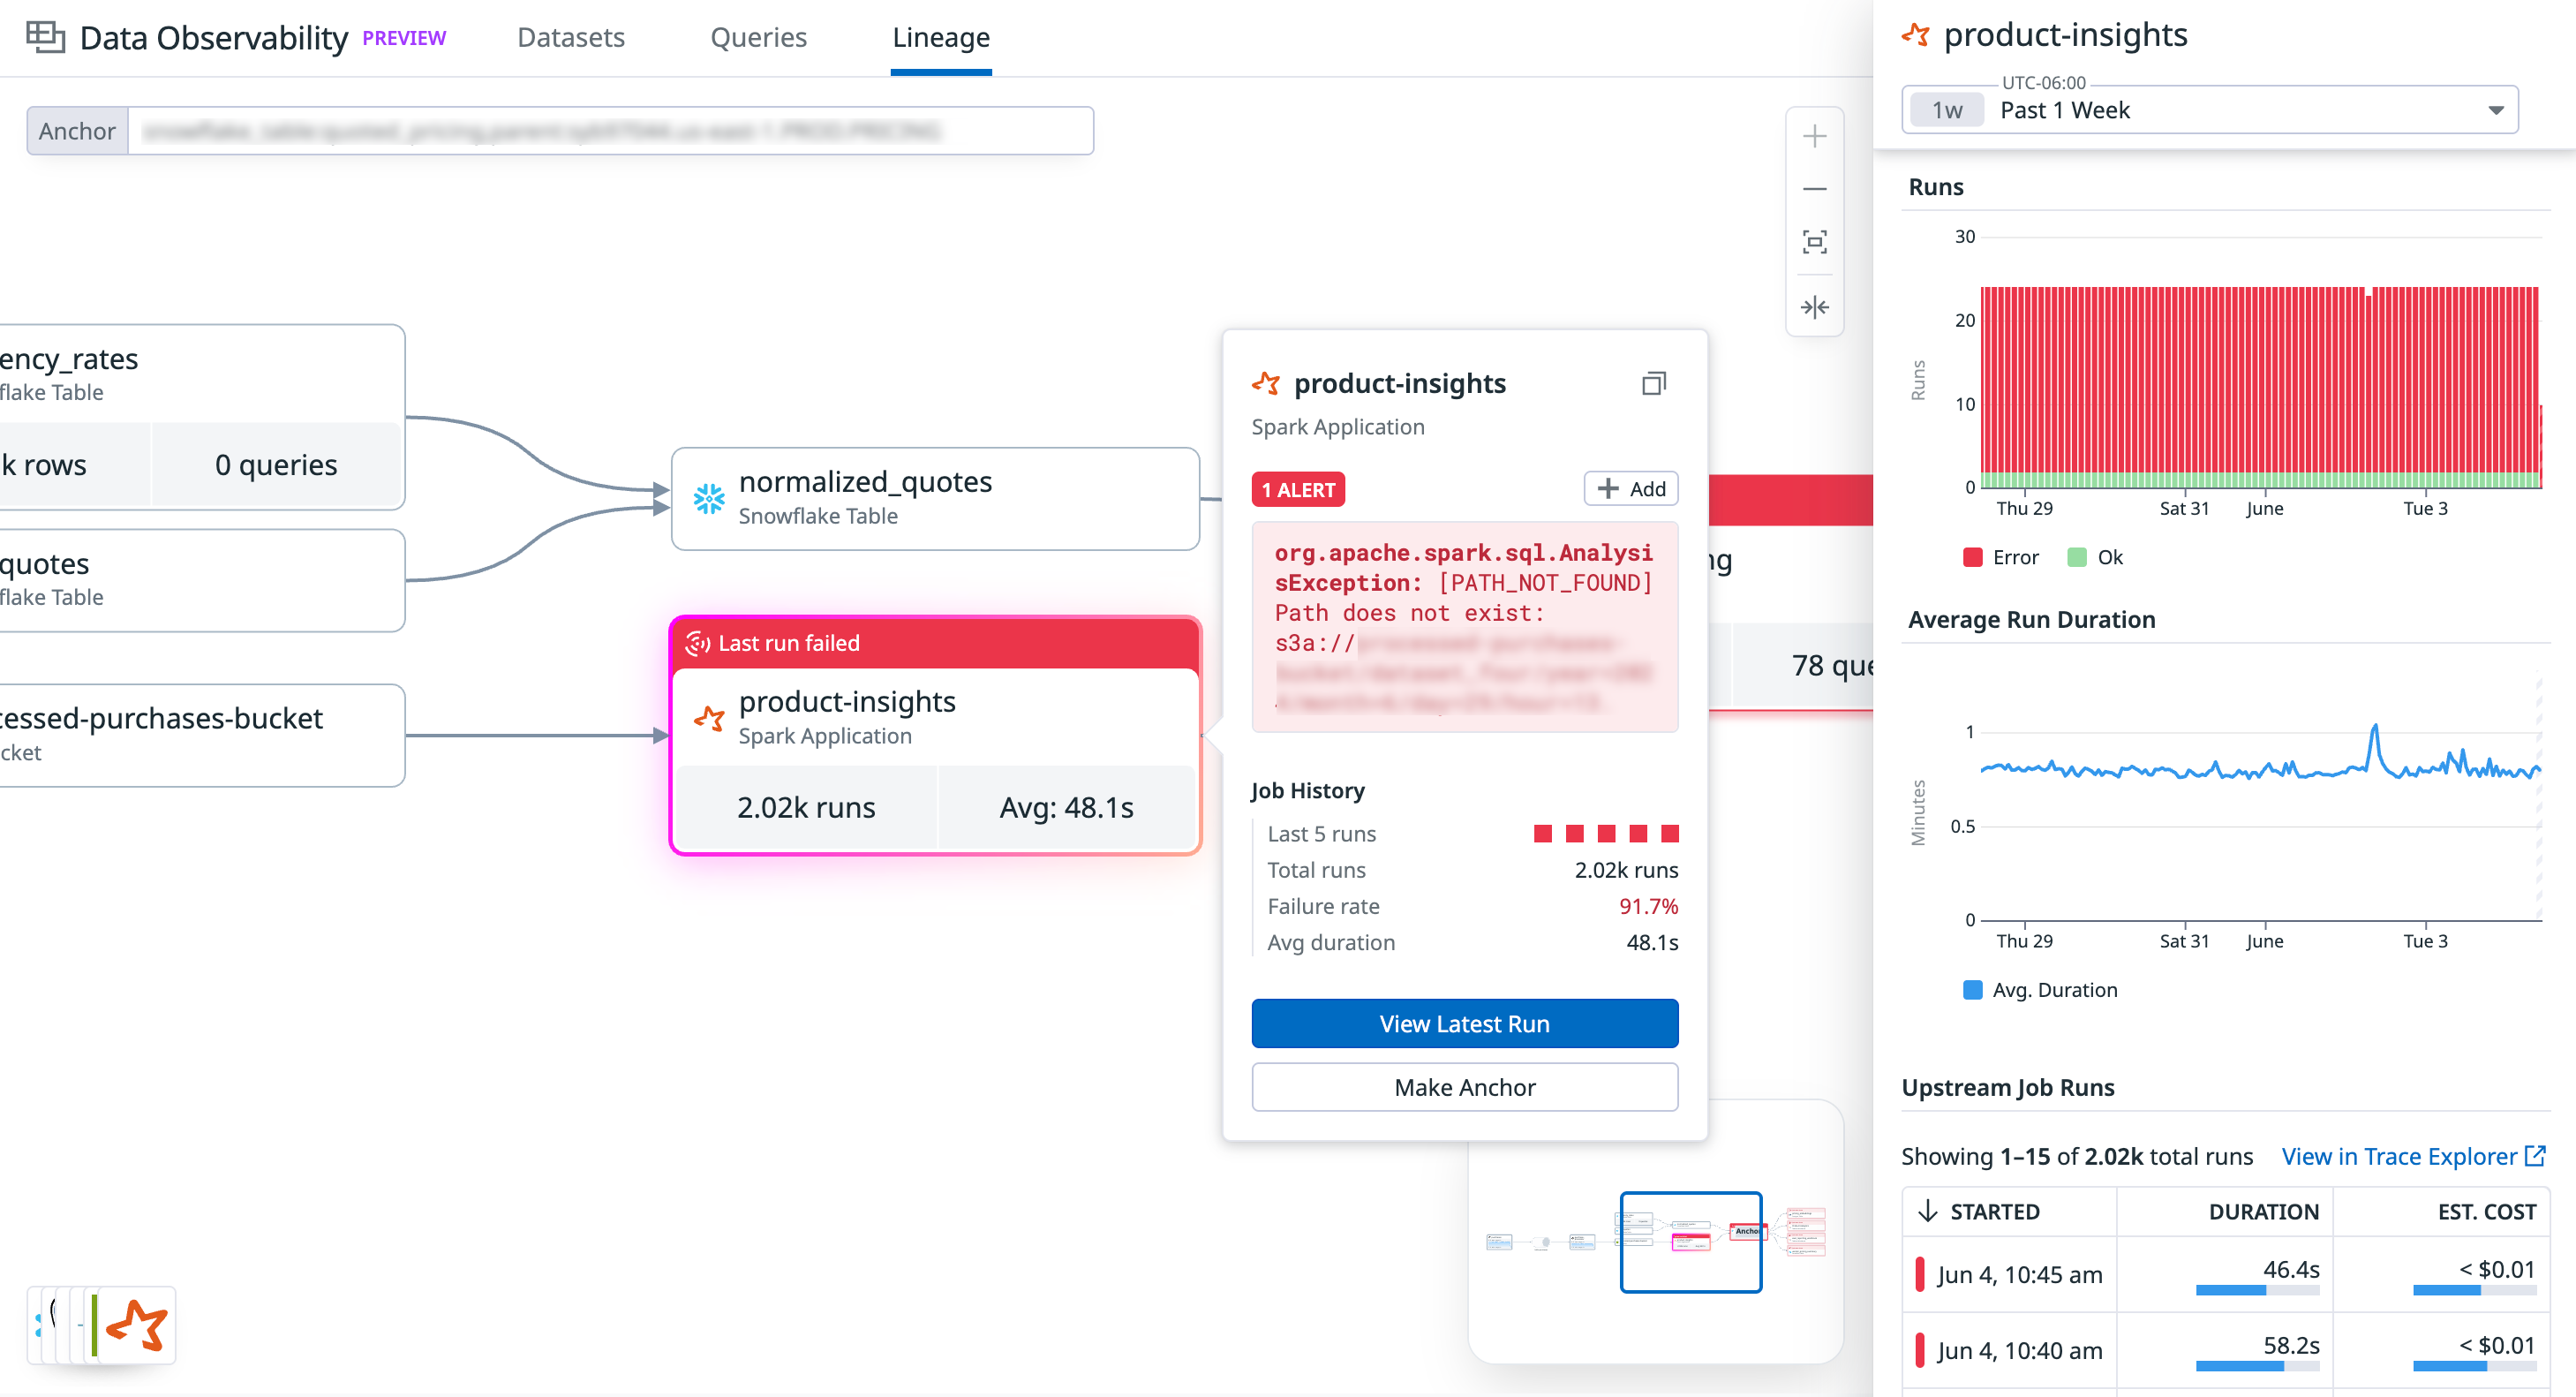 Data Observability PREVIEW Datasets Queries Lineage
Anchor
ency_rates
flake Table
k rows 0 queries
quotes
flake Table
cessed-purchases-bucket
cket
normalized_quotes
Snowflake Table
Last run failed
product-insights
Spark Application
2.02k runs Avg: 48.1s
product-insights
Spark Application
1 ALERT + Add
org.apache.spark.sql.Analysi
sException: [PATH_NOT_FOUND]
Path does not exist:
s3a://
Job History
Last 5 runs
Total runs 2.02k runs
Failure rate 91.7%
Avg duration 48.1s
View Latest Run
Make Anchor
ng
78 que
Anchor
product-insights
UTC-06:00
1w Past 1 Week
Runs
30
20
10
0
Runs
Thu 29 Sat 31 June Tue 3
Error Ok
Average Run Duration
1
0.5
0
Minutes
Thu 29 Sat 31 June Tue 3
Avg. Duration
Upstream Job Runs
Showing 1–15 of 2.02k total runs View in Trace Explorer
STARTED DURATION EST. COST
Jun 4, 10:45 am 46.4s < $0.01
Jun 4, 10:40 am 58.2s < $0.01